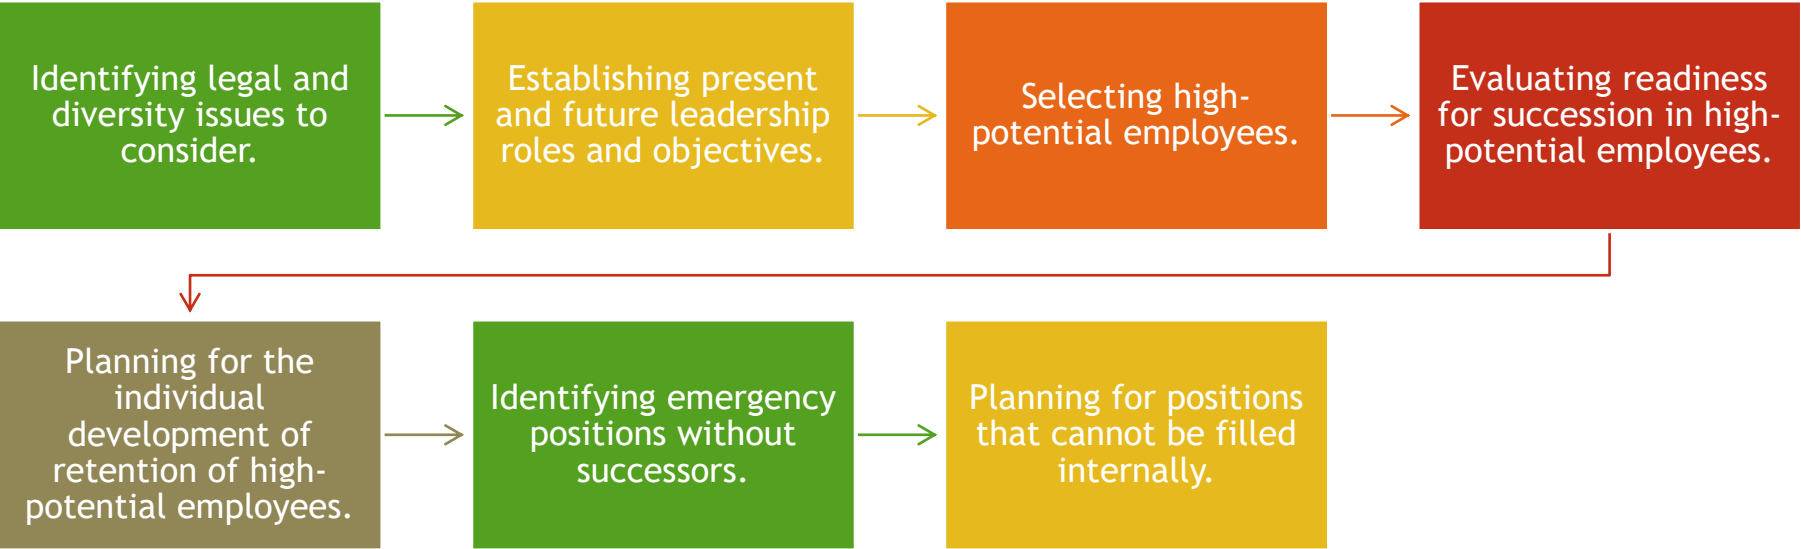 Identifying legal and
diversity issues to
consider.
Establishing present
and future leadership
roles and objectives.
Selecting high-
potential employees.
Evaluating readiness
for succession in high-
potential employees.
Planning for the
individual
development of
retention of high-
potential employees.
Identifying emergency
positions without
successors.
Planning for positions
that cannot be filled
internally.